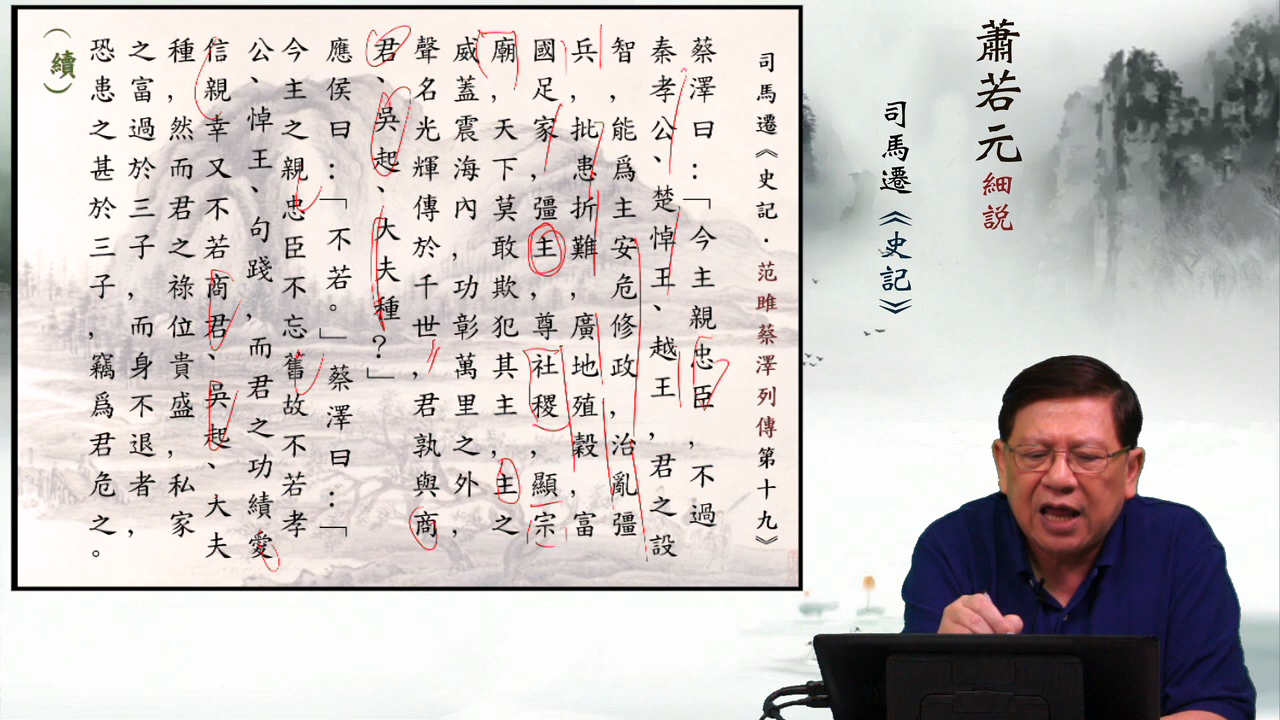 蕭若元細說
司馬遷《史記》
司馬遷《史記．范雎蔡澤列傳第十九》
蔡澤曰：「今主親忠臣，不過
秦孝公、楚悼王、越王，君之設
智，能爲主安危修政，治亂彊
兵，批患折難，廣地殖穀，富
國足家，彊主，尊社稷，顯宗
廟，天下莫敢欺犯其主，主之
威蓋震海內，功彰萬里之外，
聲名光輝傳於千世，君孰與商
君、吳起、大夫種？」
應侯曰：「不若。」蔡澤曰：「
今主之親忠臣不忘舊故不若孝
公、悼王、句踐，而君之功績愛
信親幸又不若商君、吳起、大夫
種，然而君之祿位貴盛，私家
之富過於三子，而身不退者，
恐患之甚於三子，竊爲君危之。
（續）